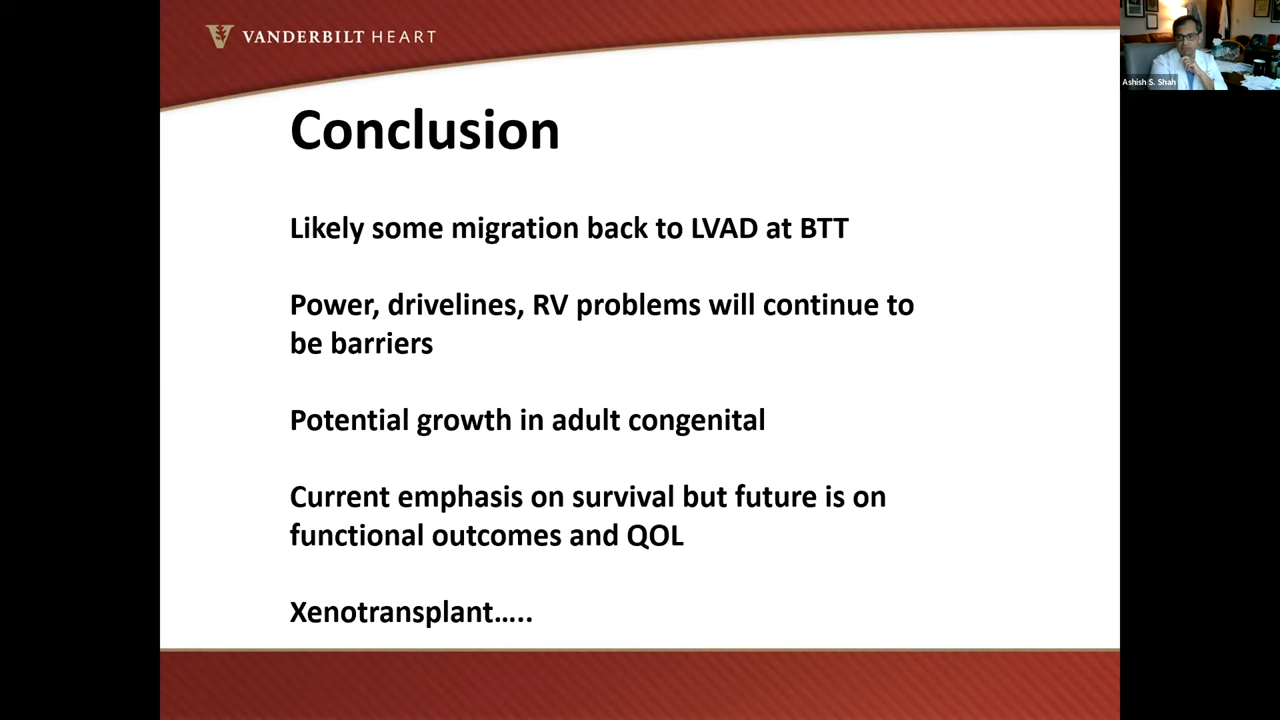 VANDERBILT HEART
Ashish S. Shah
Conclusion
Likely some migration back to LVAD at BTT
Power, drivelines, RV problems will continue to
be barriers
Potential growth in adult congenital
Current emphasis on survival but future is on
functional outcomes and QOL
Xenotransplant…..